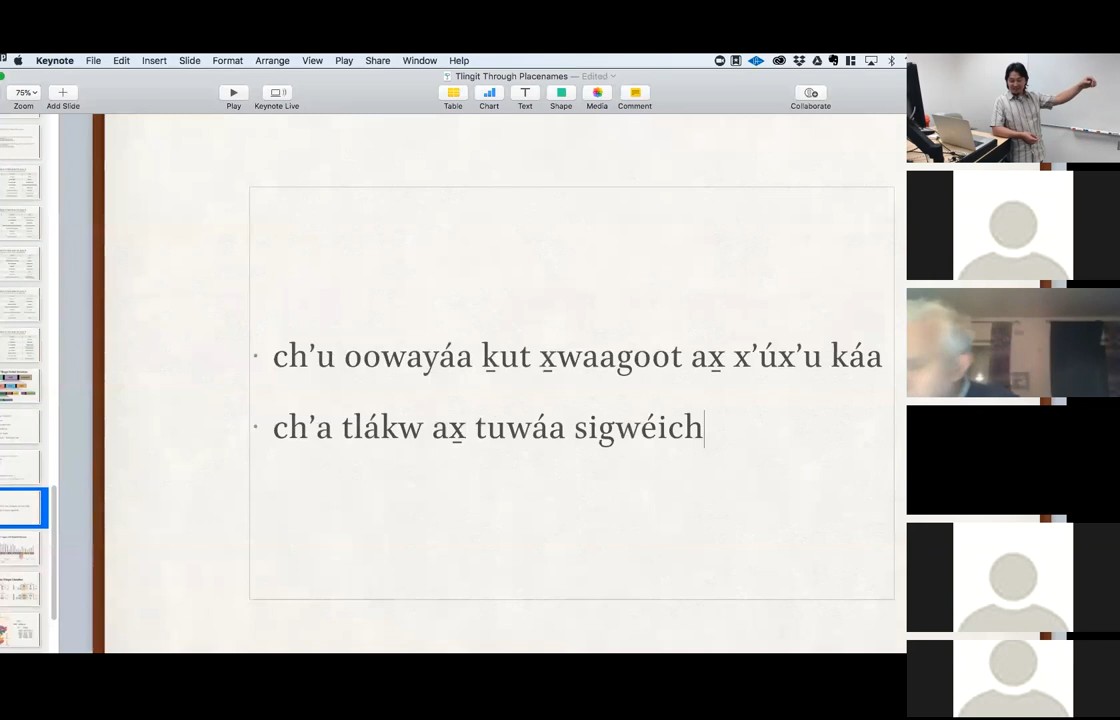 Keynote File Edit Insert Slide Format Arrange View Play Share Window Help
Tlingit Through Placenames — Edited
75%
Zoom Add Slide Play Keynote Live Table Chart Text Shape Media Comment Collaborate
• ch’u oowayáa ḵut x̱waagoot ax̱ x’úx’u káa
• ch’a tlákw ax̱ tuwáa sigwéich